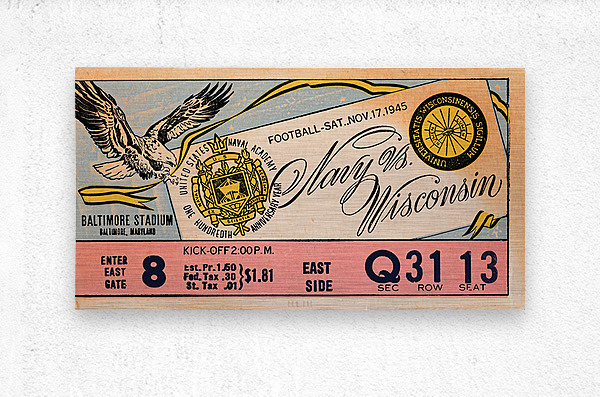 FOOTBALL-SAT., NOV. 17, 1945
UNIVERSITATIS WISCONSINENSIS SIGILLUM
UNITED STATES NAVAL ACADEMY
ONE HUNDREDTH ANNIVERSARY YEAR
Navy vs.
Wisconsin
BALTIMORE STADIUM
BALTIMORE, MARYLAND
KICK-OFF 2:00 P.M.
ENTER EAST GATE 8
Est. Pr. 1.50
Fed. Tax .30
St. Tax .01
$1.81
EAST SIDE
Q 31 13
SEC ROW SEAT